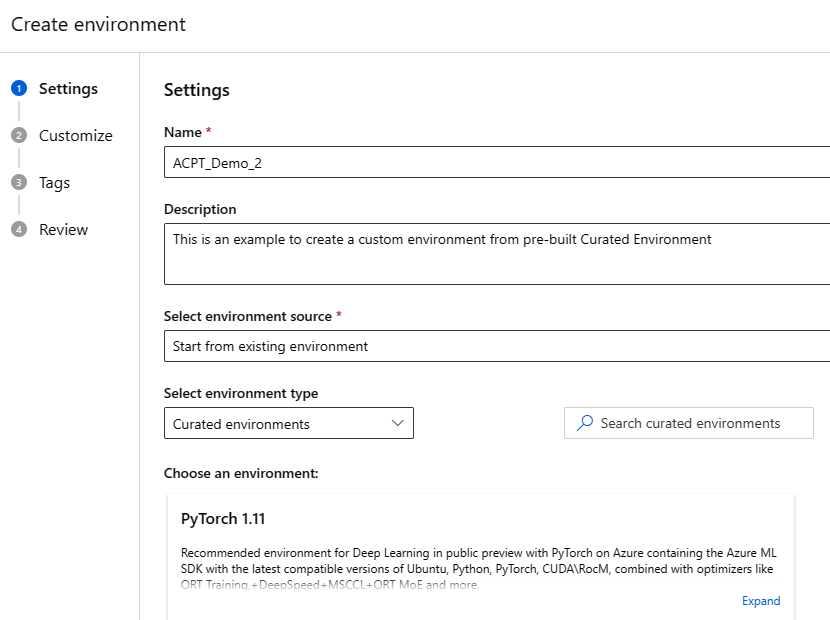 Create environment
1 Settings
2 Customize
3 Tags
4 Review
Settings
Name *
ACPT_Demo_2
Description
This is an example to create a custom environment from pre-built Curated Environment
Select environment source *
Start from existing environment
Select environment type
Curated environments
Search curated environments
Choose an environment:
PyTorch 1.11
Recommended environment for Deep Learning in public preview with PyTorch on Azure containing the Azure ML
SDK with the latest compatible versions of Ubuntu, Python, PyTorch, CUDA\RocM, combined with optimizers like
ORT Training,+DeepSpeed+MSCCL+ORT MoE and more.
Expand